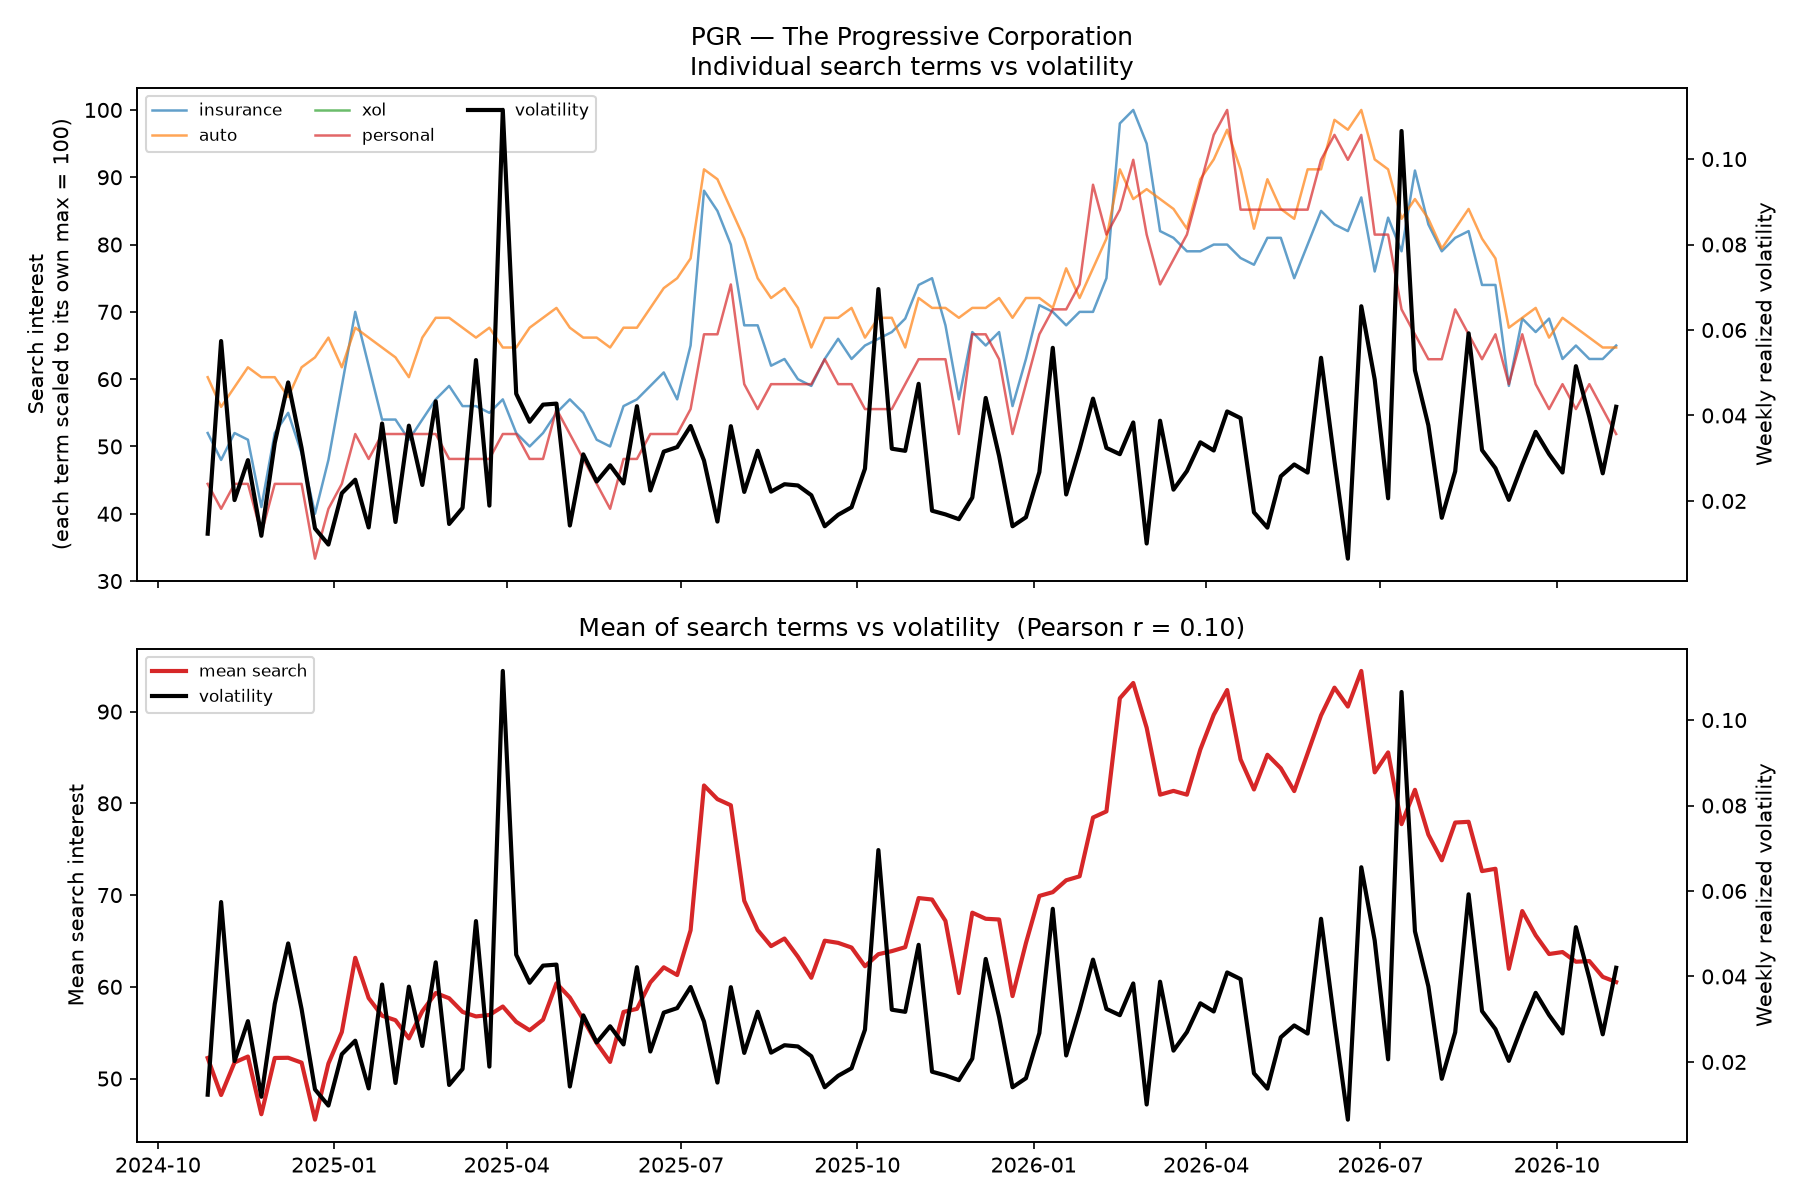 PGR — The Progressive Corporation
Individual search terms vs volatility
insurance
auto
xol
personal
volatility
Search interest
(each term scaled to its own max = 100)
100
90
80
70
60
50
40
30
Weekly realized volatility
0.10
0.08
0.06
0.04
0.02
Mean of search terms vs volatility (Pearson r = 0.10)
mean search
volatility
Mean search interest
90
80
70
60
50
Weekly realized volatility
0.10
0.08
0.06
0.04
0.02
2024-10 2025-01 2025-04 2025-07 2025-10 2026-01 2026-04 2026-07 2026-10